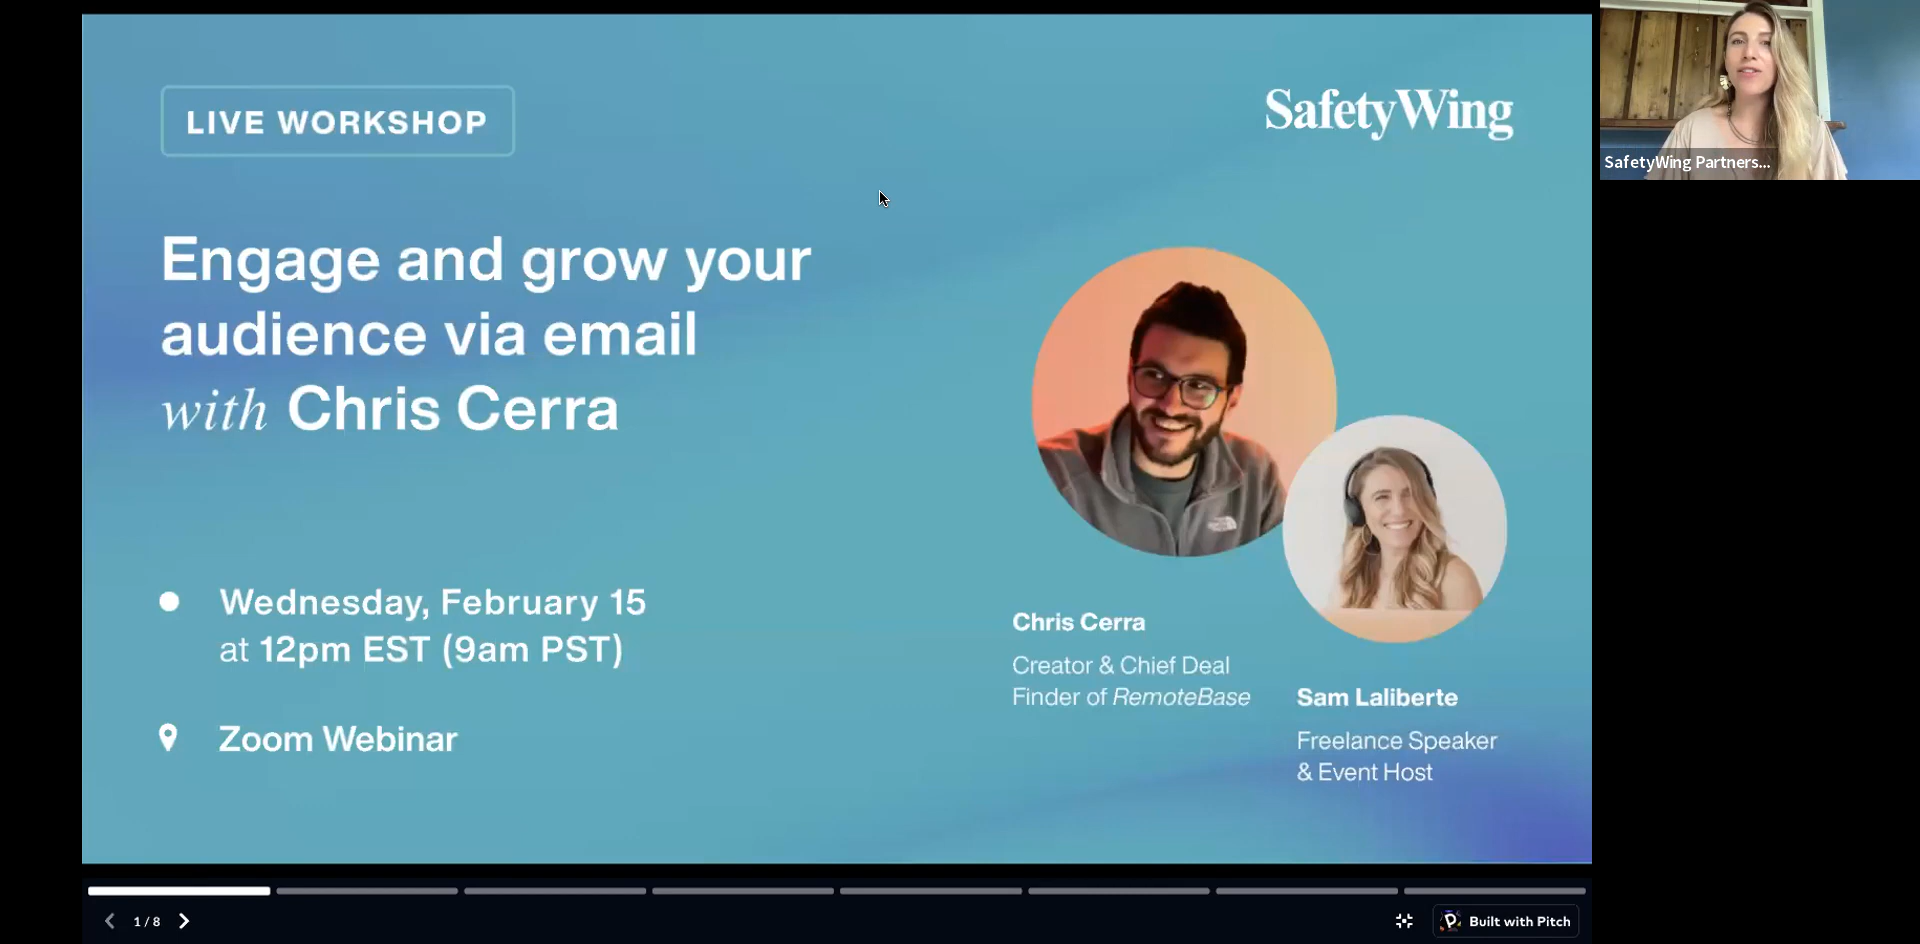 LIVE WORKSHOP
SafetyWing
SafetyWing Partners...
Engage and grow your
audience via email
with Chris Cerra
Wednesday, February 15
at 12pm EST (9am PST)
Zoom Webinar
Chris Cerra
Creator & Chief Deal
Finder of RemoteBase
Sam Laliberte
Freelance Speaker
& Event Host
1 / 8
Built with Pitch